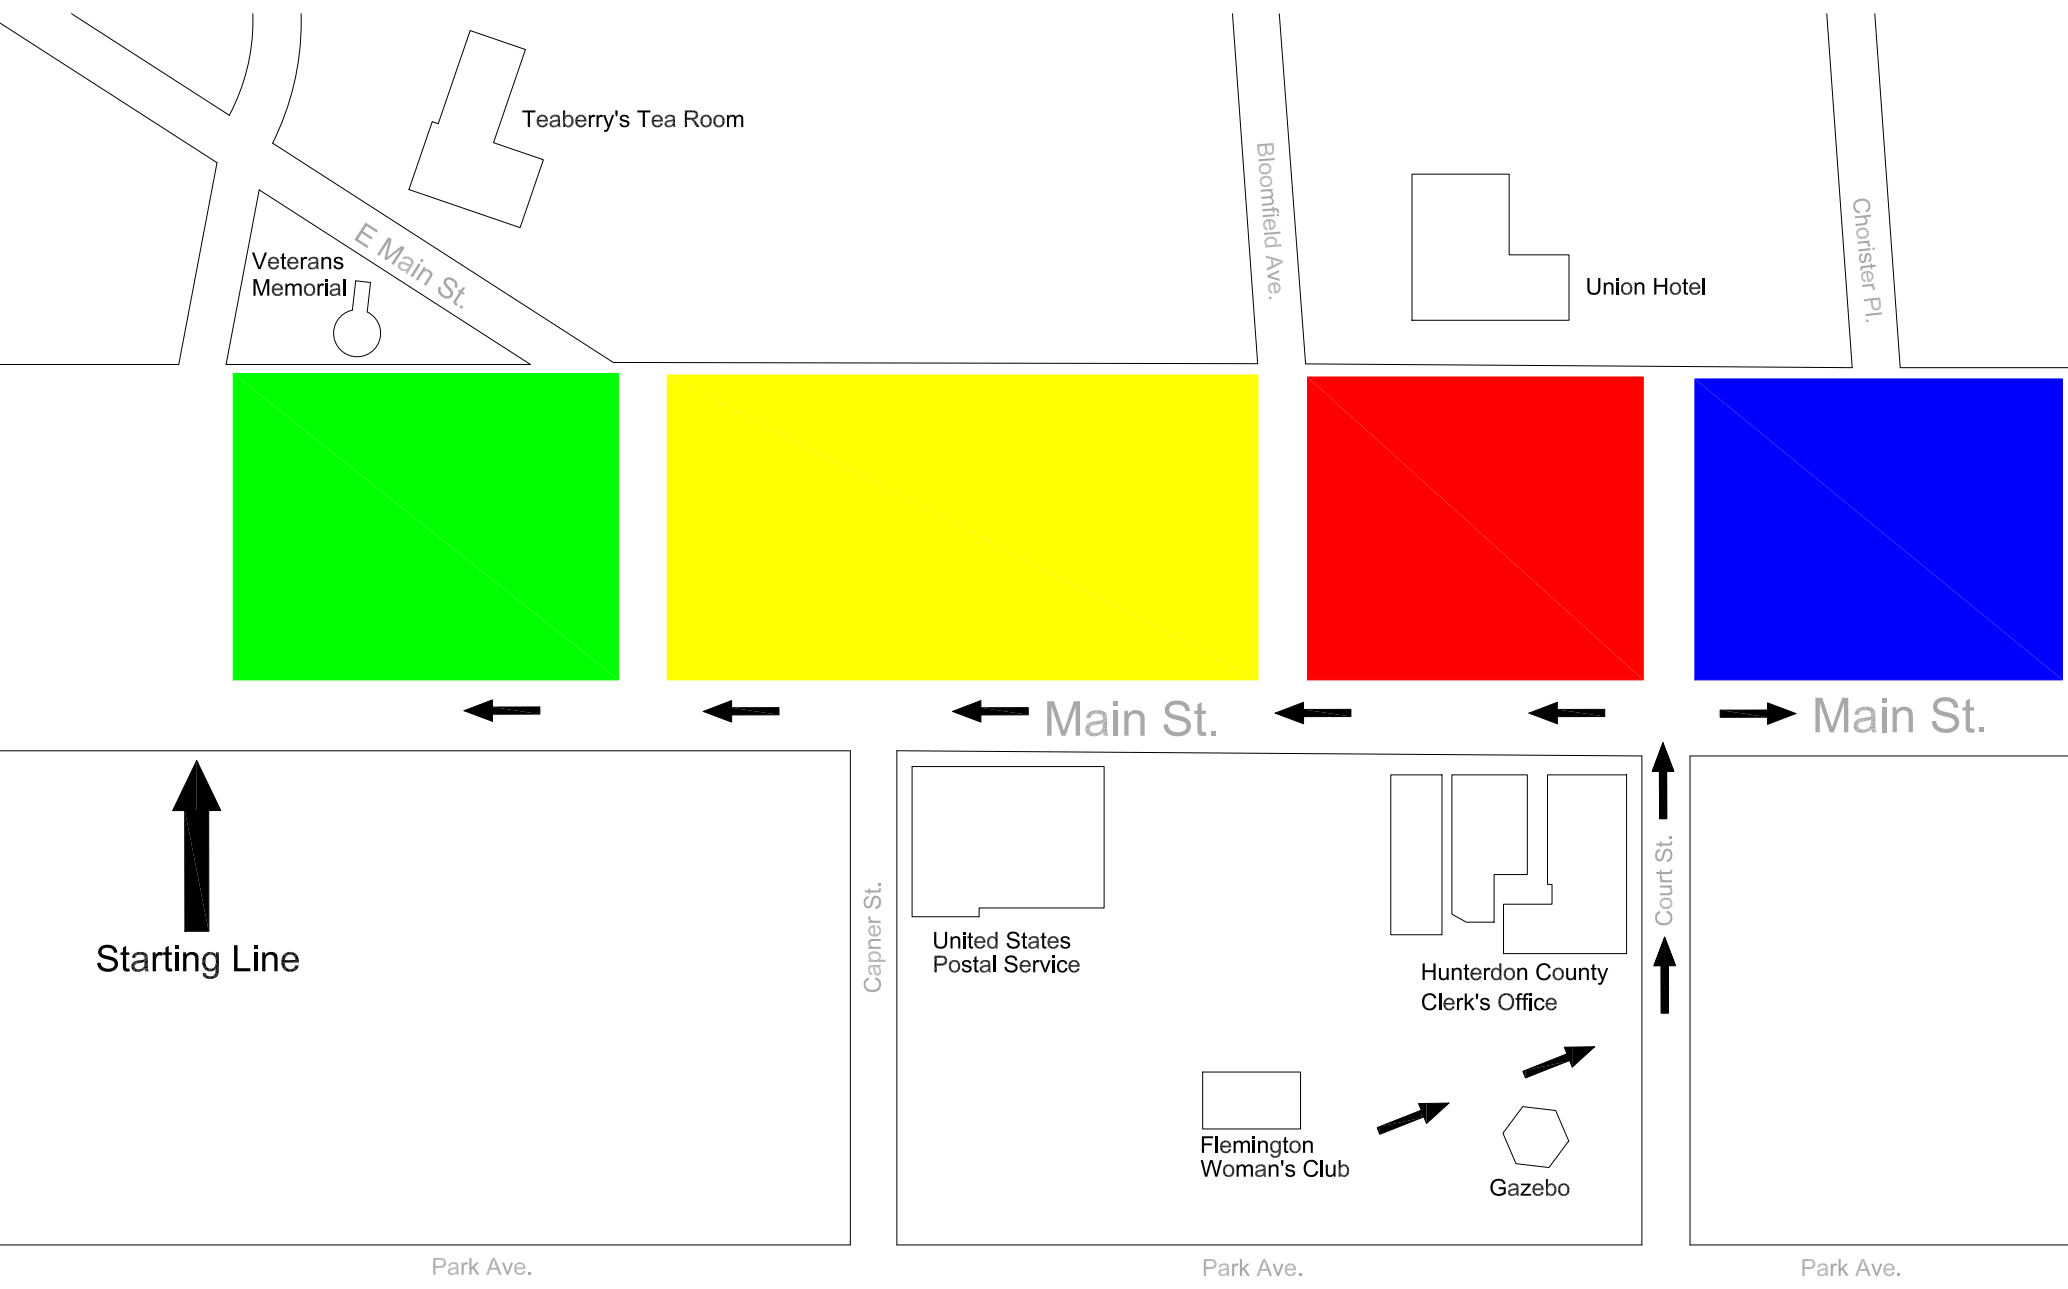 Teaberry's Tea Room
Bloomfield Ave.
Chorister Pl.
E Main St.
Veterans
Memorial
Union Hotel
Main St.
Main St.
Starting Line
Capner St.
United States
Postal Service
Court St.
Hunterdon County
Clerk's Office
Flemington
Woman's Club
Gazebo
Park Ave.
Park Ave.
Park Ave.